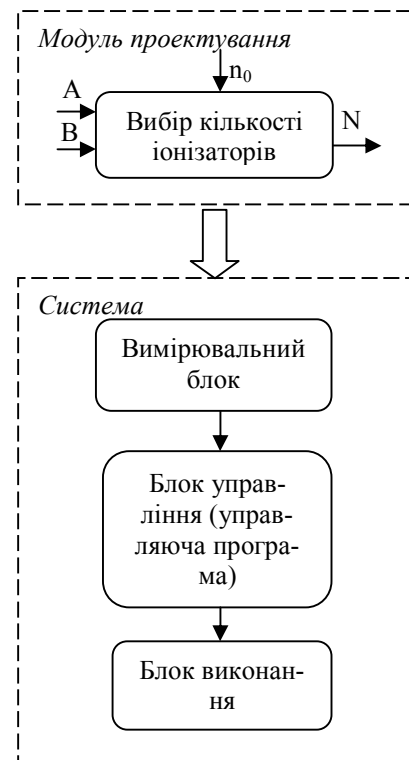 Модуль проектування
n0
A
B
Вибір кількості
іонізаторів
N
Система
Вимірювальний
блок
Блок управ-
ління (управ-
ляюча програ-
ма)
Блок виконан-
ня